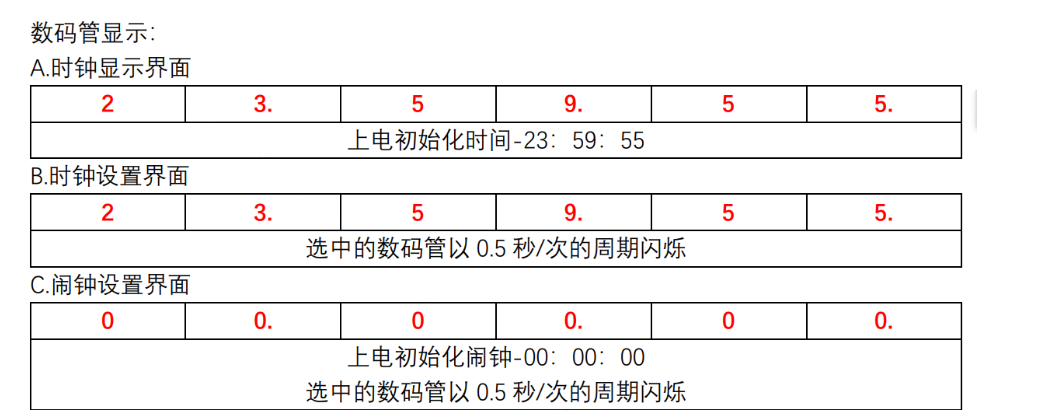 数码管显示：
A.时钟显示界面
2 3. 5 9. 5 5.
上电初始化时间-23：59：55
B.时钟设置界面
2 3. 5 9. 5 5.
选中的数码管以 0.5 秒/次的周期闪烁
C.闹钟设置界面
0 0. 0 0. 0 0.
上电初始化闹钟-00：00：00
选中的数码管以 0.5 秒/次的周期闪烁